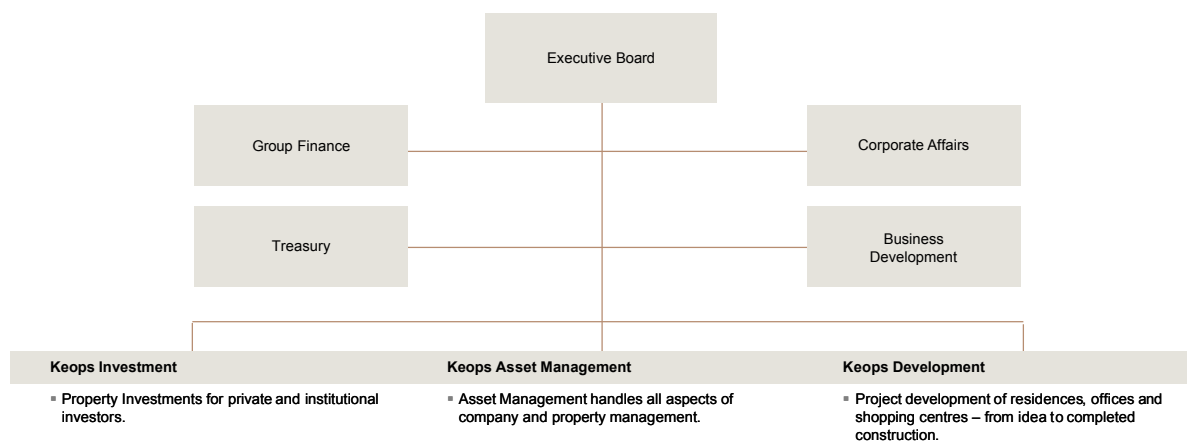 Executive Board
Group Finance
Corporate Affairs
Treasury
Business
Development
Keops Investment
▪ Property Investments for private and institutional
investors.
Keops Asset Management
▪ Asset Management handles all aspects of
company and property management.
Keops Development
▪ Project development of residences, offices and
shopping centres – from idea to completed
construction.